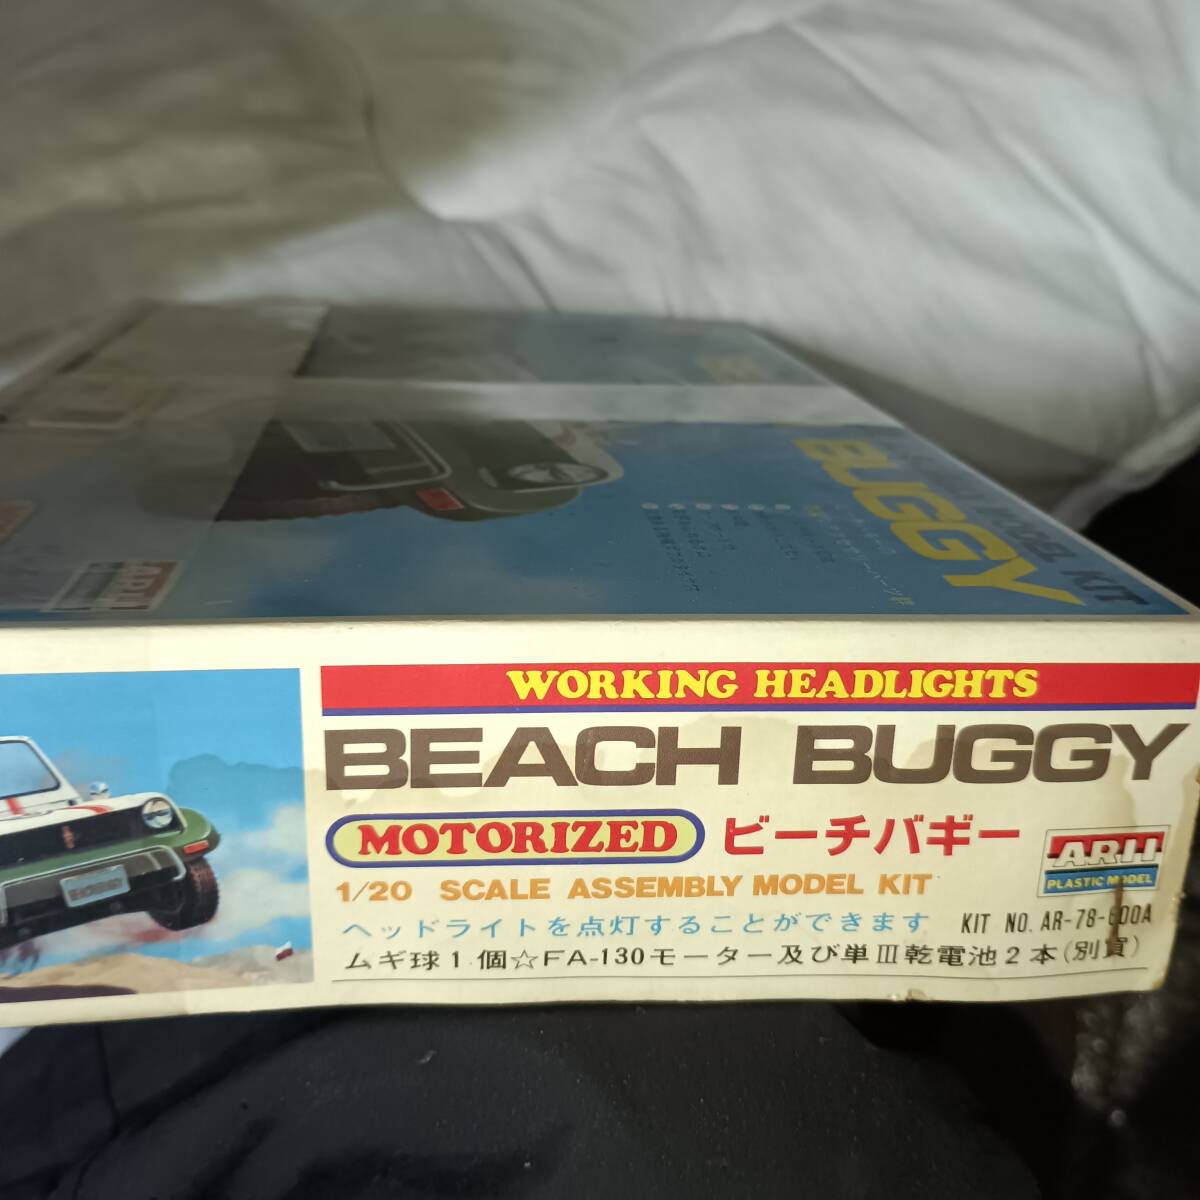 BUGGY
MODEL KIT
WORKING HEADLIGHTS
BEACH BUGGY
MOTORIZED ビーチバギー
ARII
PLASTIC MODEL
1/20 SCALE ASSEMBLY MODEL KIT
ヘッドライトを点灯することができます KIT NO. AR-78-600A
ムギ球1個☆FA-130モーター及び単III乾電池2本(別買)